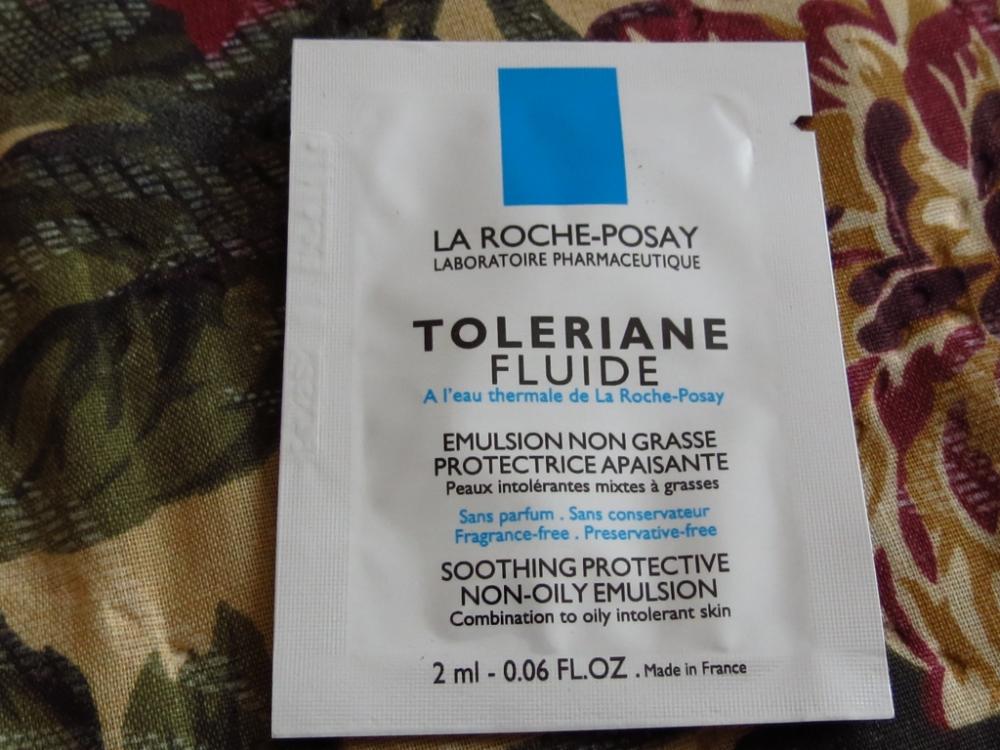 LA ROCHE-POSAY
LABORATOIRE PHARMACEUTIQUE
TOLERIANE
FLUIDE
A l'eau thermale de La Roche-Posay
EMULSION NON GRASSE
PROTECTRICE APAISANTE
Peaux intolérantes mixtes à grasses
Sans parfum . Sans conservateur
Fragrance-free . Preservative-free
SOOTHING PROTECTIVE
NON-OILY EMULSION
Combination to oily intolerant skin
2 ml - 0.06 FL.OZ . Made in France